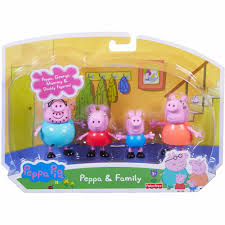 Peppa, George,
Mummy &
Daddy Figures!
Peppa & Family
Peppa Pig
Fisher-Price